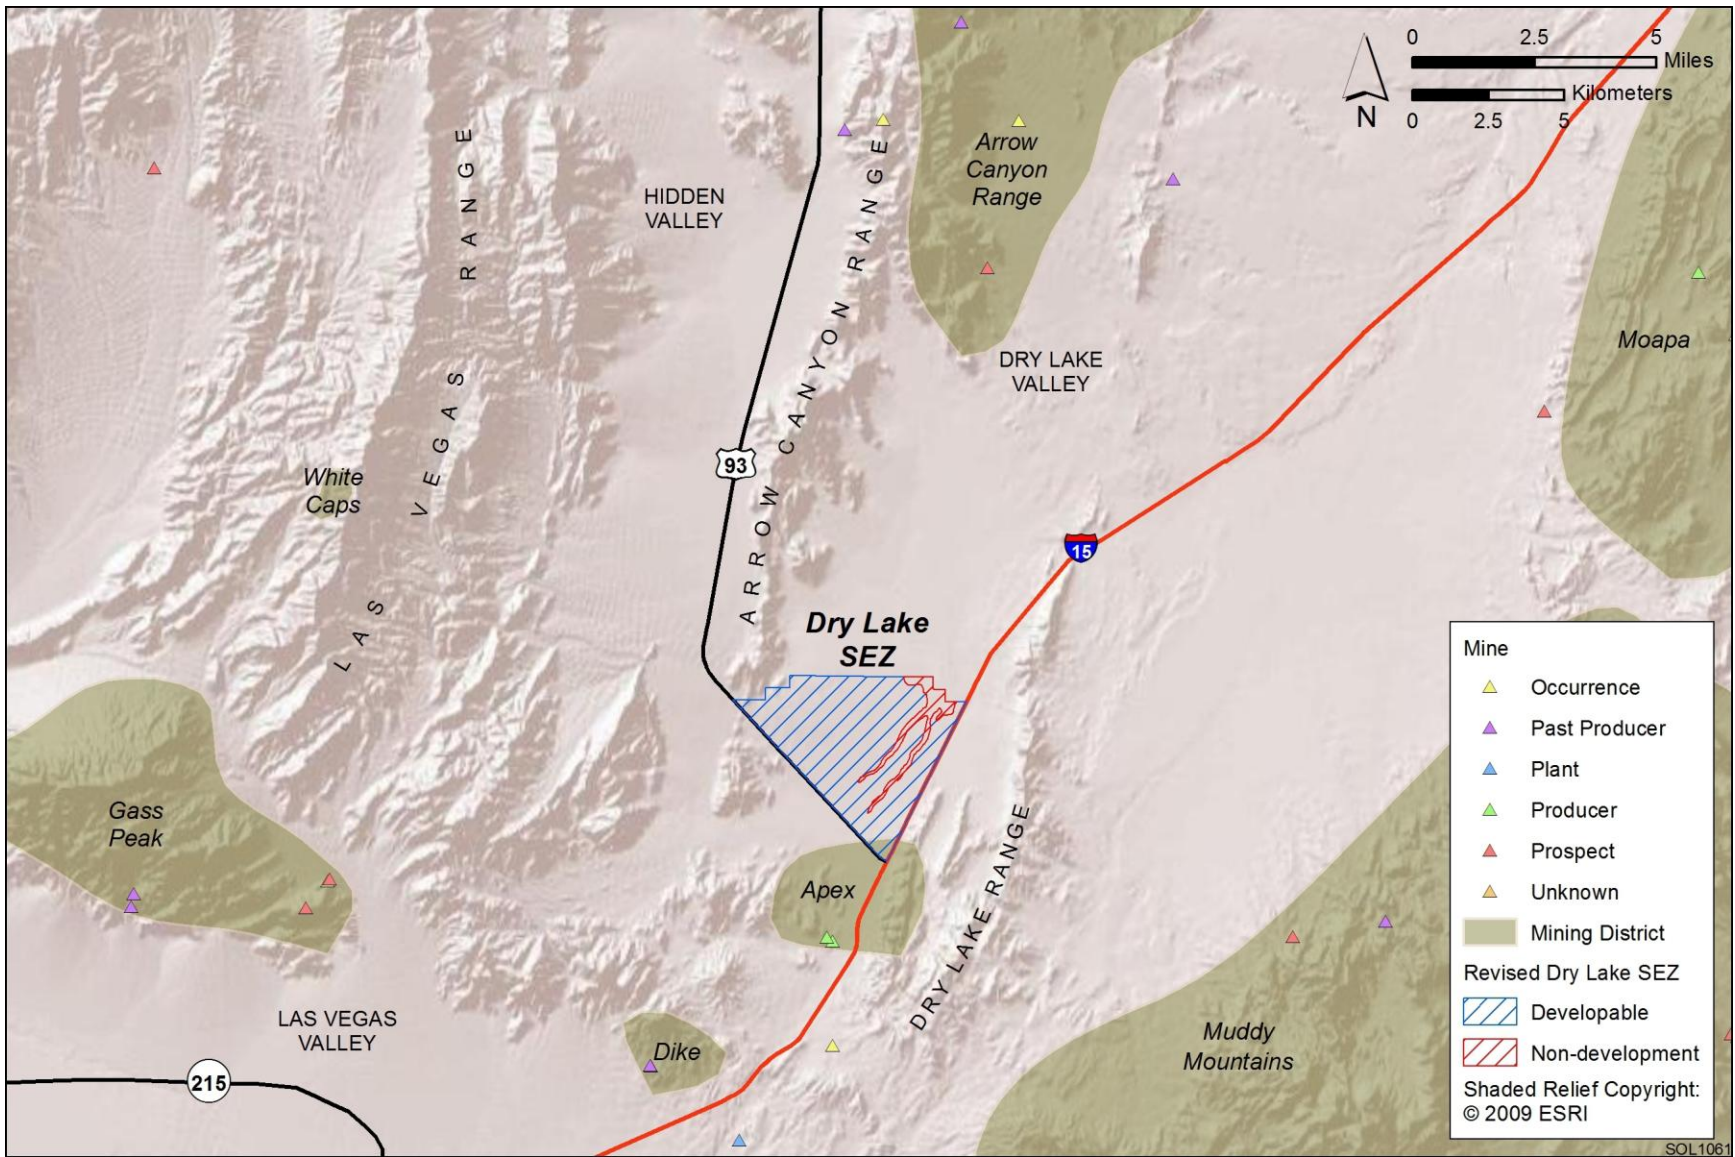 0 2.5 5
Miles
Kilometers
0 2.5 5
N
Arrow
Canyon
Range
HIDDEN
VALLEY
LAS VEGAS RANGE
ARROW CANYON RANGE
Moapa
DRY LAKE
VALLEY
93
White
Caps
15
Dry Lake
SEZ
Gass
Peak
Apex
DRY LAKE RANGE
LAS VEGAS
VALLEY
Dike
Muddy
Mountains
215
Mine
Occurrence
Past Producer
Plant
Producer
Prospect
Unknown
Mining District
Revised Dry Lake SEZ
Developable
Non-development
Shaded Relief Copyright:
© 2009 ESRI
SOL1061